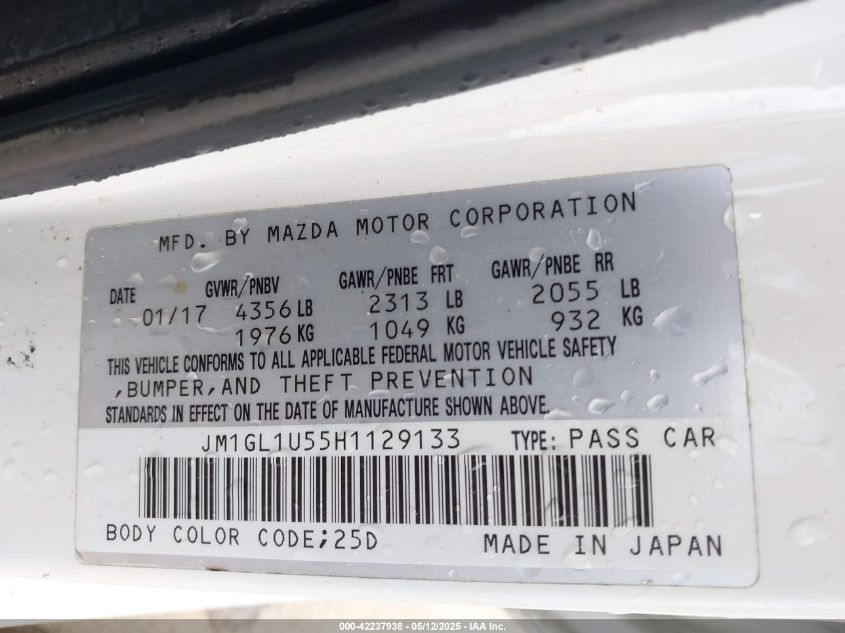 MFD. BY MAZDA MOTOR CORPORATION
DATE GVWR/PNBV GAWR/PNBE FRT GAWR/PNBE RR
01/17 4356 LB 2313 LB 2055 LB
1976 KG 1049 KG 932 KG
THIS VEHICLE CONFORMS TO ALL APPLICABLE FEDERAL MOTOR VEHICLE SAFETY
,BUMPER,AND THEFT PREVENTION
STANDARDS IN EFFECT ON THE DATE OF MANUFACTURE SHOWN ABOVE.
JM1GL1U55H1129133 TYPE: PASS CAR
BODY COLOR CODE;25D MADE IN JAPAN
000-42237938 - 05/12/2025 - IAA Inc.